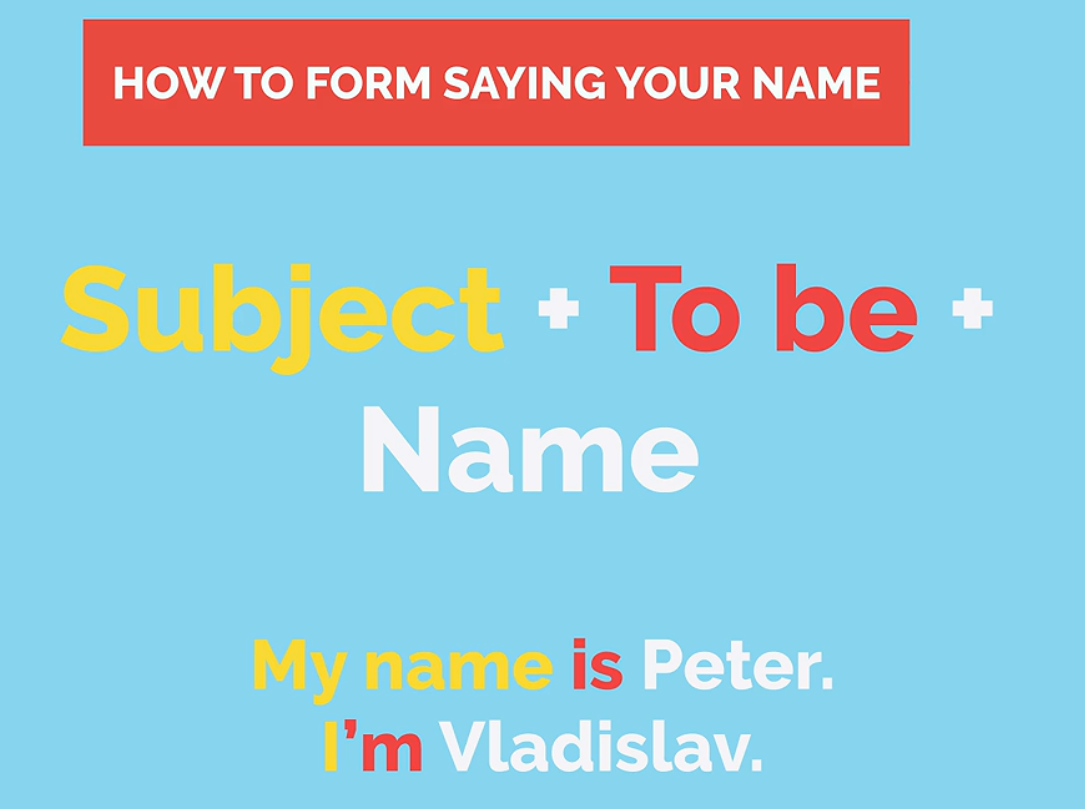 HOW TO FORM SAYING YOUR NAME
Subject + To be +
Name
My name is Peter.
I’m Vladislav.